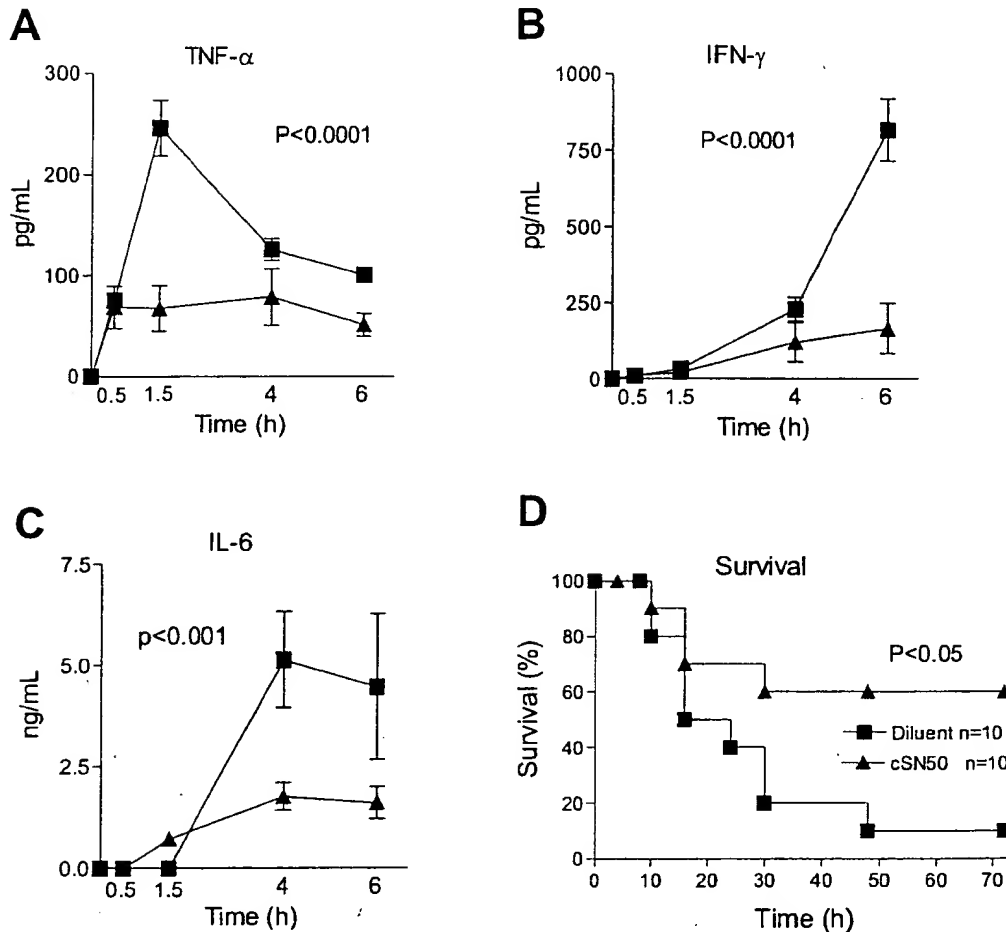 A
TNF-α
300
200
100
0
pg/mL
P<0.0001
0.5 1.5 4 6
Time (h)
B
IFN-γ
1000
750
500
250
0
pg/mL
P<0.0001
0.5 1.5 4 6
Time (h)
C
IL-6
7.5
5.0
2.5
0.0
ng/mL
p<0.001
0.5 1.5 4 6
Time (h)
D
Survival
100
80
60
40
20
0
Survival (%)
P<0.05
Diluent n=10
cSN50 n=10
0 10 20 30 40 50 60 70
Time (h)